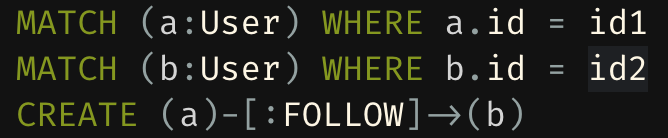 MATCH (a:User) WHERE a.id = id1
MATCH (b:User) WHERE b.id = id2
CREATE (a)-[:FOLLOW]->(b)